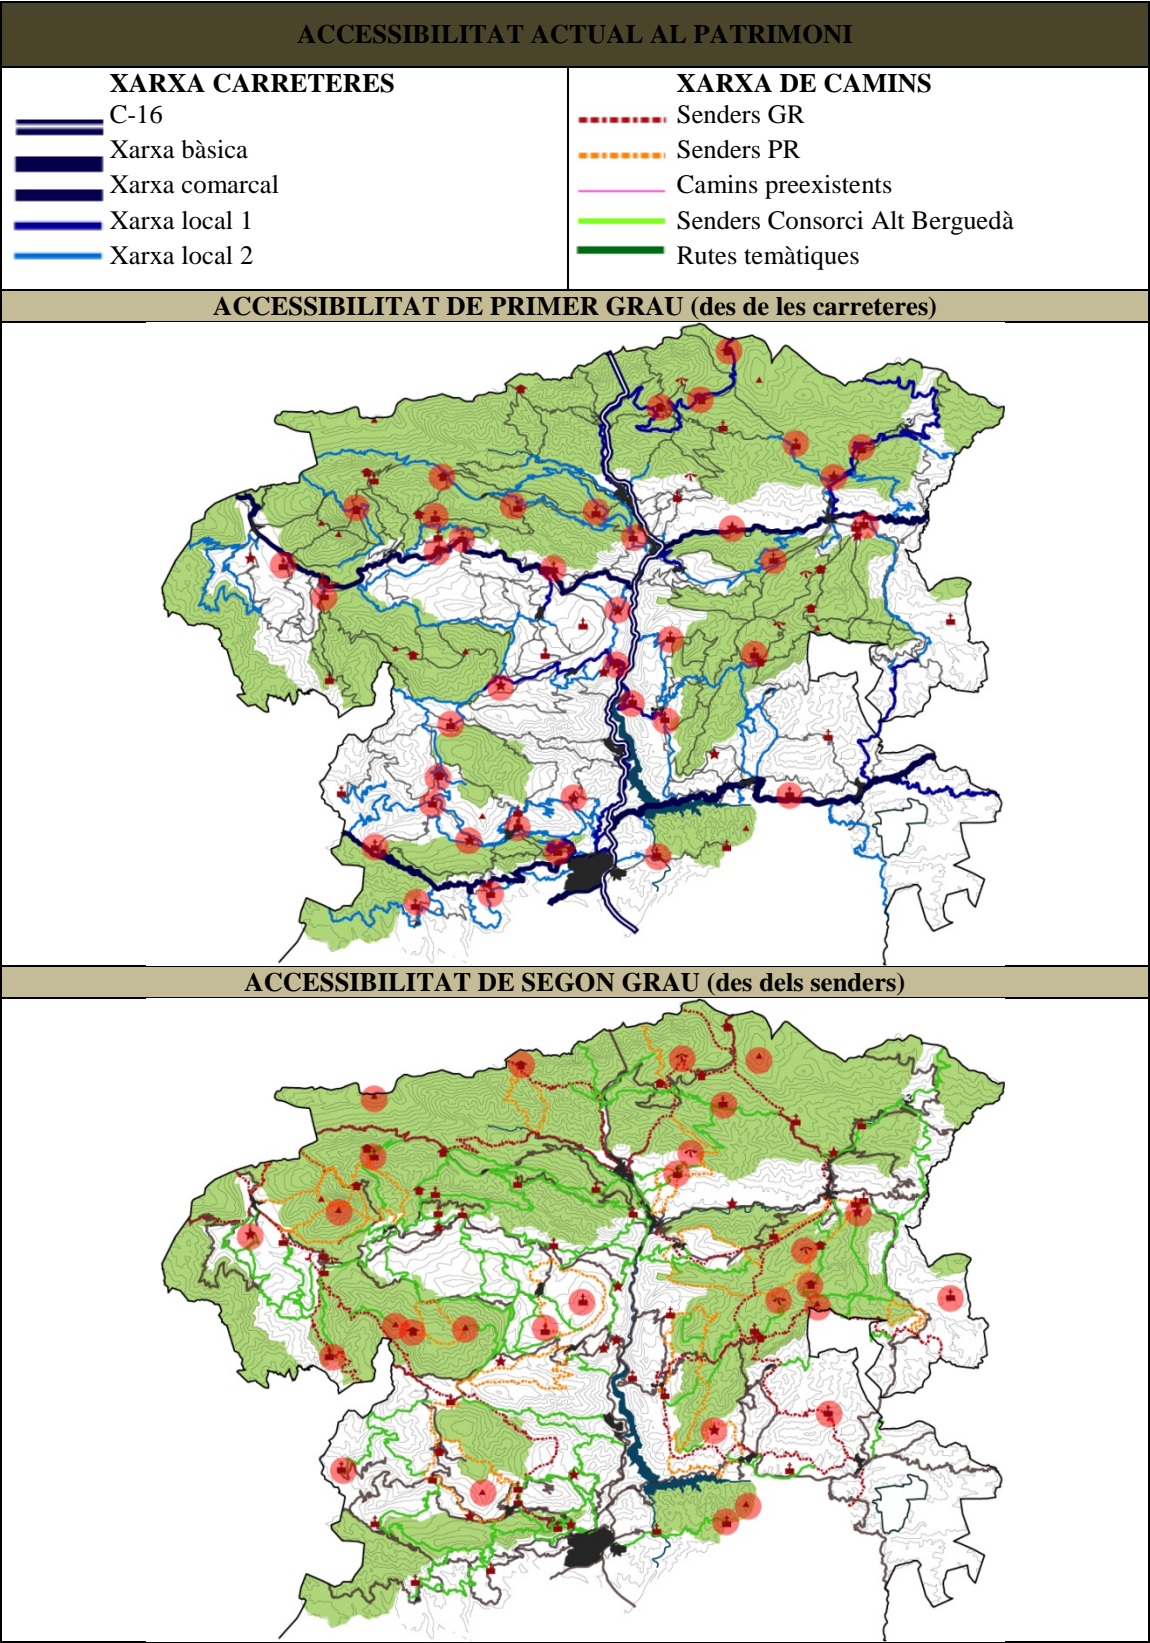 ACCESSIBILITAT ACTUAL AL PATRIMONI
XARXA CARRETERES
C-16
Xarxa bàsica
Xarxa comarcal
Xarxa local 1
Xarxa local 2
XARXA DE CAMINS
Senders GR
Senders PR
Camins preexistents
Senders Consorci Alt Berguedà
Rutes temàtiques
ACCESSIBILITAT DE PRIMER GRAU (des de les carreteres)
ACCESSIBILITAT DE SEGON GRAU (des dels senders)